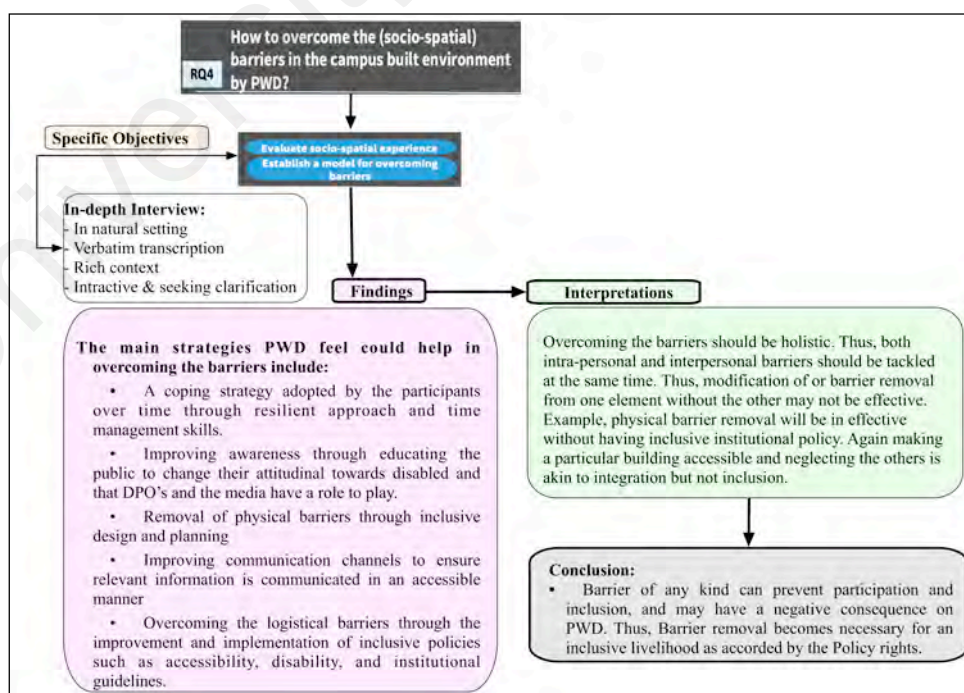 How to overcome the (socio-spatial)
barriers in the campus built environment
RQ4 by PWD?
Specific Objectives
Evaluate socio-spatial experience
Establish a model for overcoming
barriers
In-depth Interview:
- In natural setting
- Verbatim transcription
- Rich context
- Intractive & seeking clarification
Findings
Interpretations
The main strategies PWD feel could help in
overcoming the barriers include:
• A coping strategy adopted by the participants
over time through resilient approach and time
management skills.
• Improving awareness through educating the
public to change their attitudinal towards disabled and
that DPO's and the media have a role to play.
• Removal of physical barriers through inclusive
design and planning
• Improving communication channels to ensure
relevant information is communicated in an accessible
manner
• Overcoming the logistical barriers through the
improvement and implementation of inclusive policies
such as accessibility, disability, and institutional
guidelines.
Overcoming the barriers should be holistic. Thus, both
intra-personal and interpersonal barriers should be tackled
at the same time. Thus, modification of or barrier removal
from one element without the other may not be effective.
Example, physical barrier removal will be in effective
without having inclusive institutional policy. Again making
a particular building accessible and neglecting the others is
akin to integration but not inclusion.
Conclusion:
• Barrier of any kind can prevent participation and
inclusion, and may have a negative consequence on
PWD. Thus, Barrier removal becomes necessary for an
inclusive livelihood as accorded by the Policy rights.